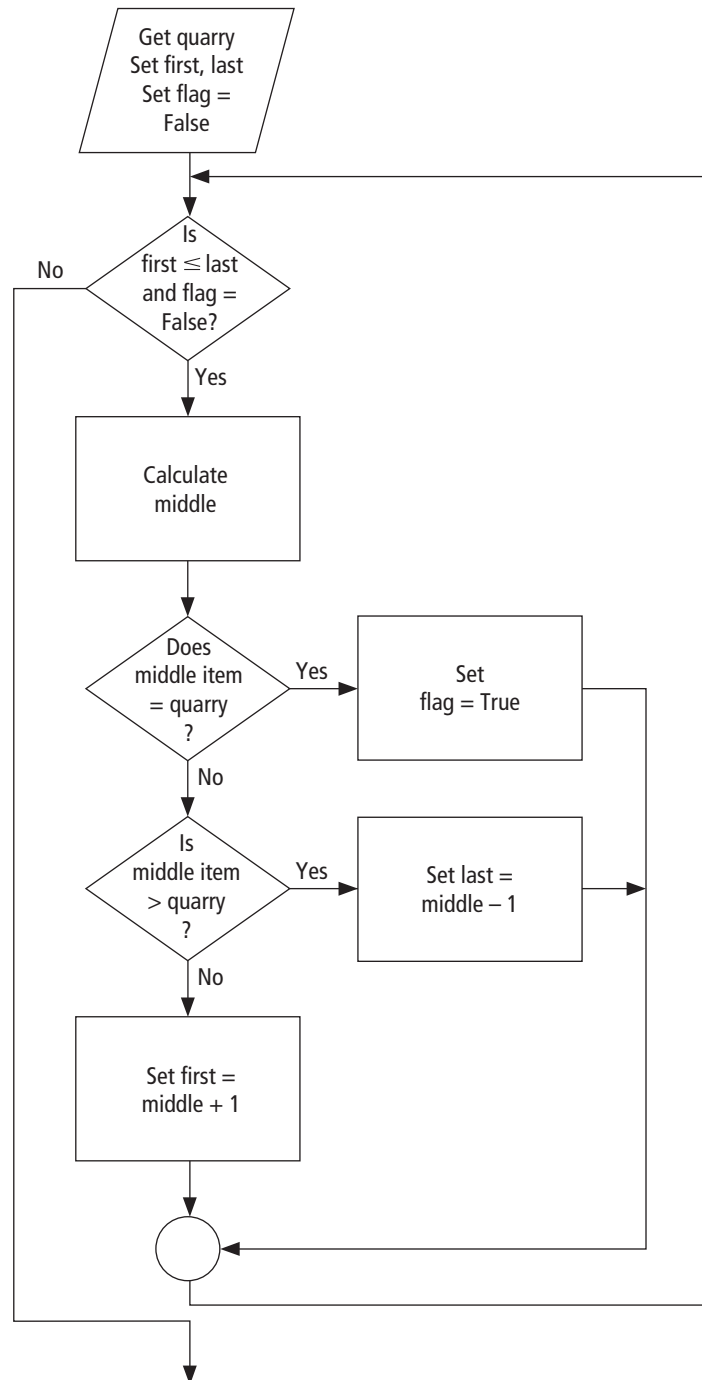 Get quarry
Set first, last
Set flag =
False
Is
first ≤ last
and flag =
False?
No
Yes
Calculate
middle
Does
middle item
= quarry
?
Yes
Set
flag = True
No
Is
middle item
> quarry
?
Yes
Set last =
middle – 1
No
Set first =
middle + 1